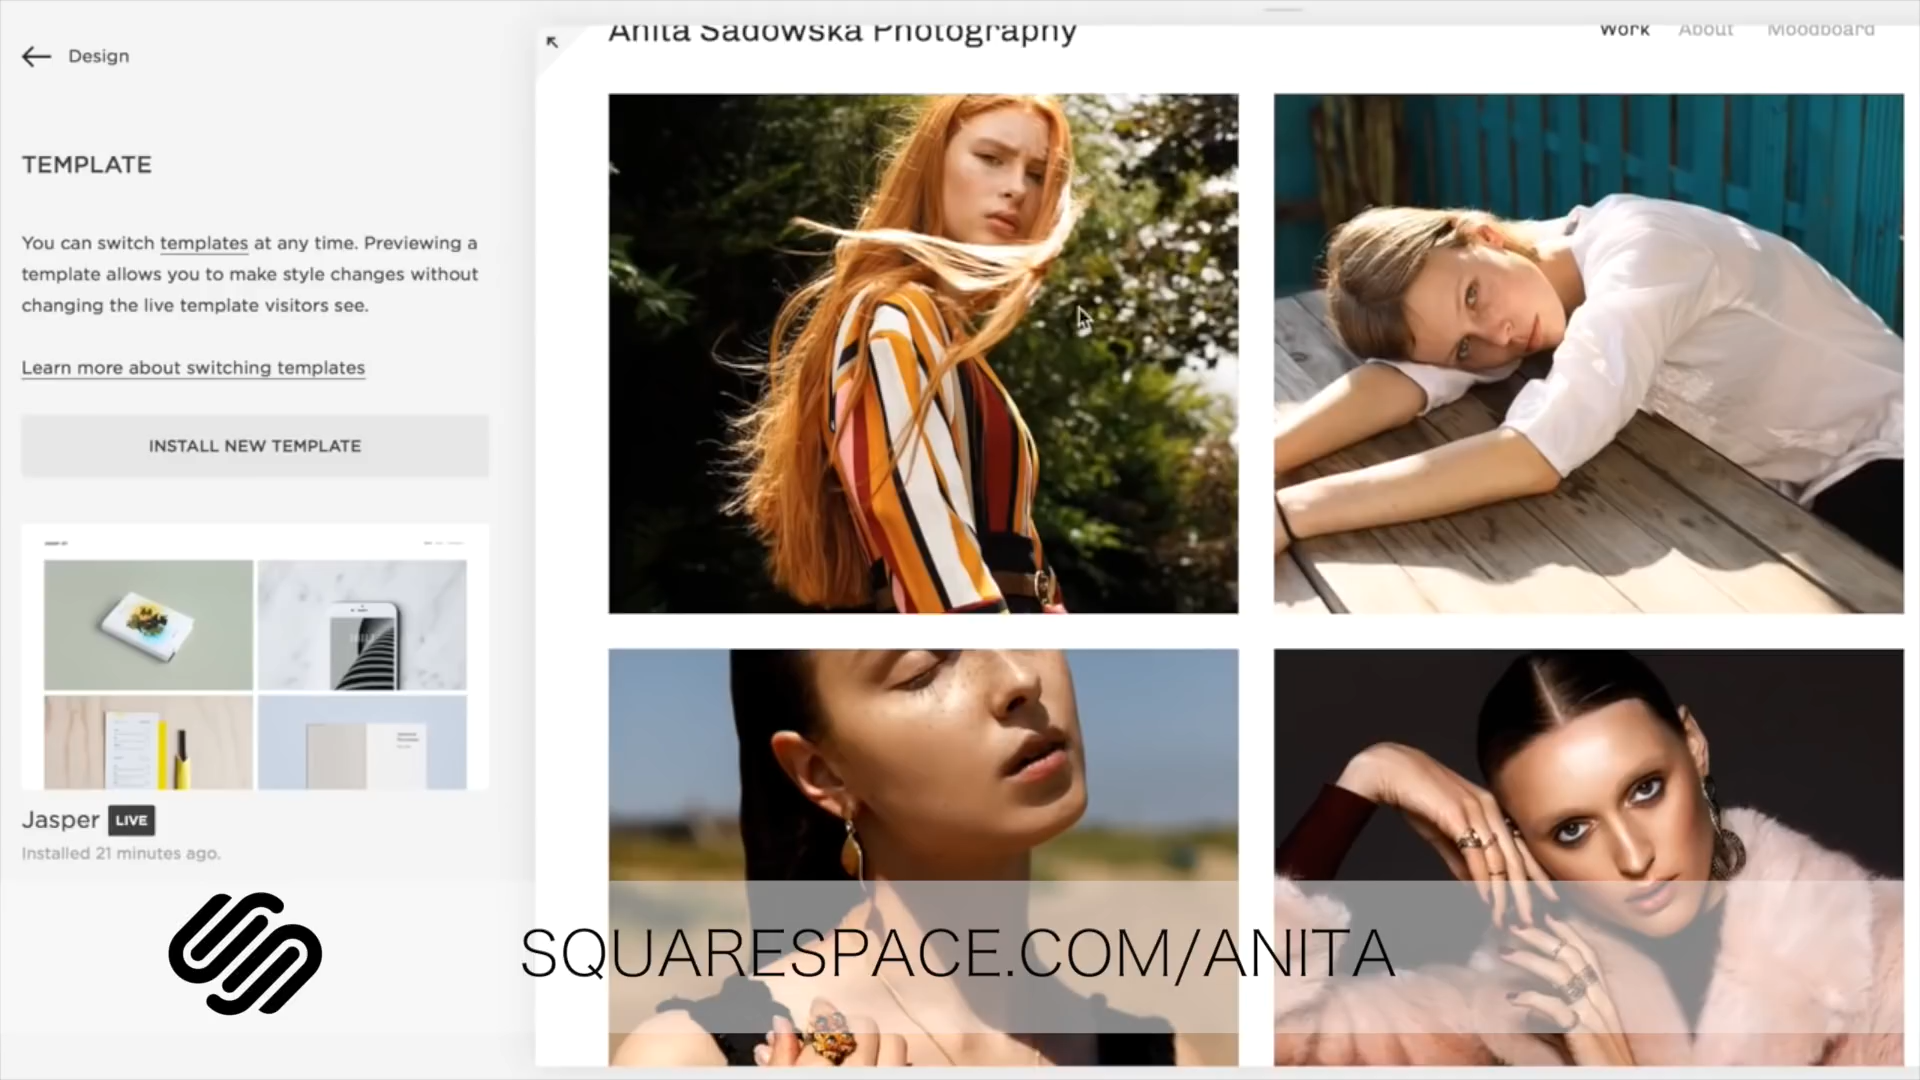 Design
TEMPLATE
You can switch templates at any time. Previewing a
template allows you to make style changes without
changing the live template visitors see.
Learn more about switching templates
INSTALL NEW TEMPLATE
Jasper LIVE
Installed 21 minutes ago.
Anita Sadowska Photography
Work About Moodboard
SQUARESPACE.COM/ANITA